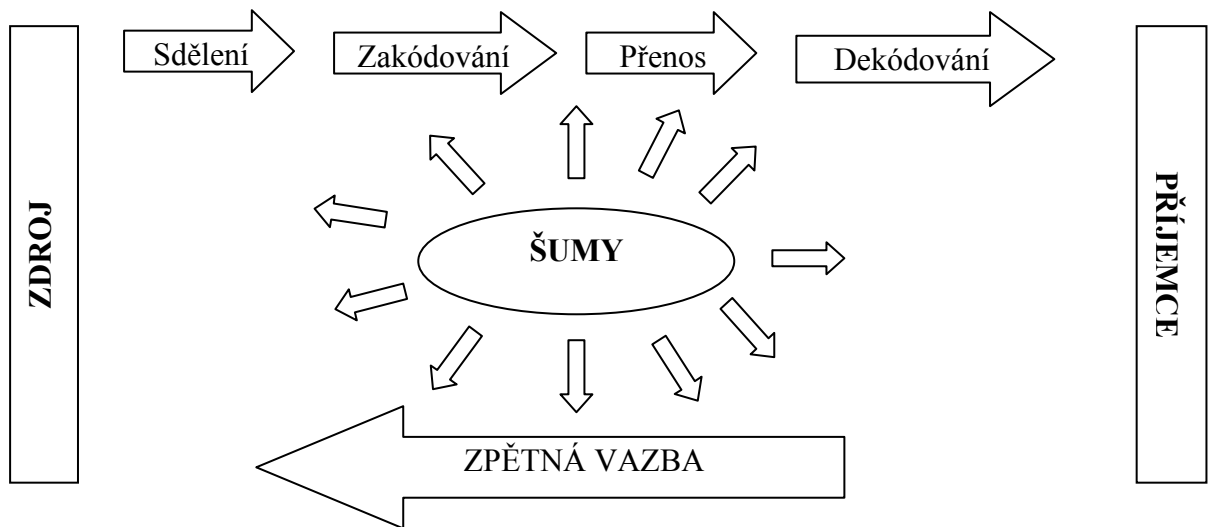 ZDROJ
Sdělení
Zakódování
Přenos
Dekódování
ŠUMY
PŘÍJEMCE
ZPĚTNÁ VAZBA